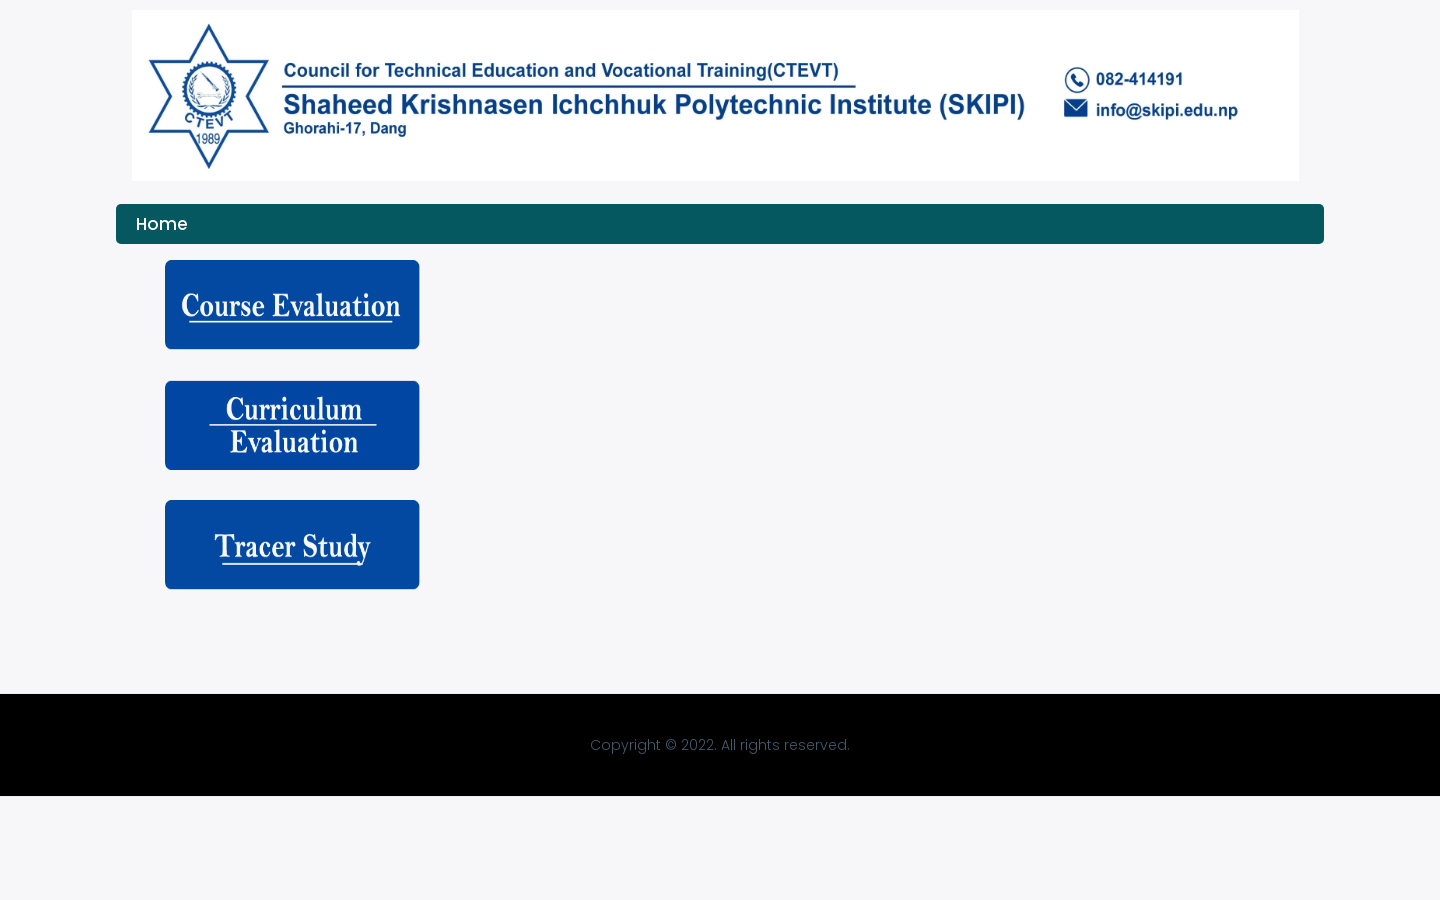 CTEVT
1989
Council for Technical Education and Vocational Training(CTEVT)
Shaheed Krishnasen Ichchhuk Polytechnic Institute (SKIPI)
Ghorahi-17, Dang
082-414191
info@skipi.edu.np
Home
Course Evaluation
Curriculum
Evaluation
Tracer Study
Copyright © 2022. All rights reserved.